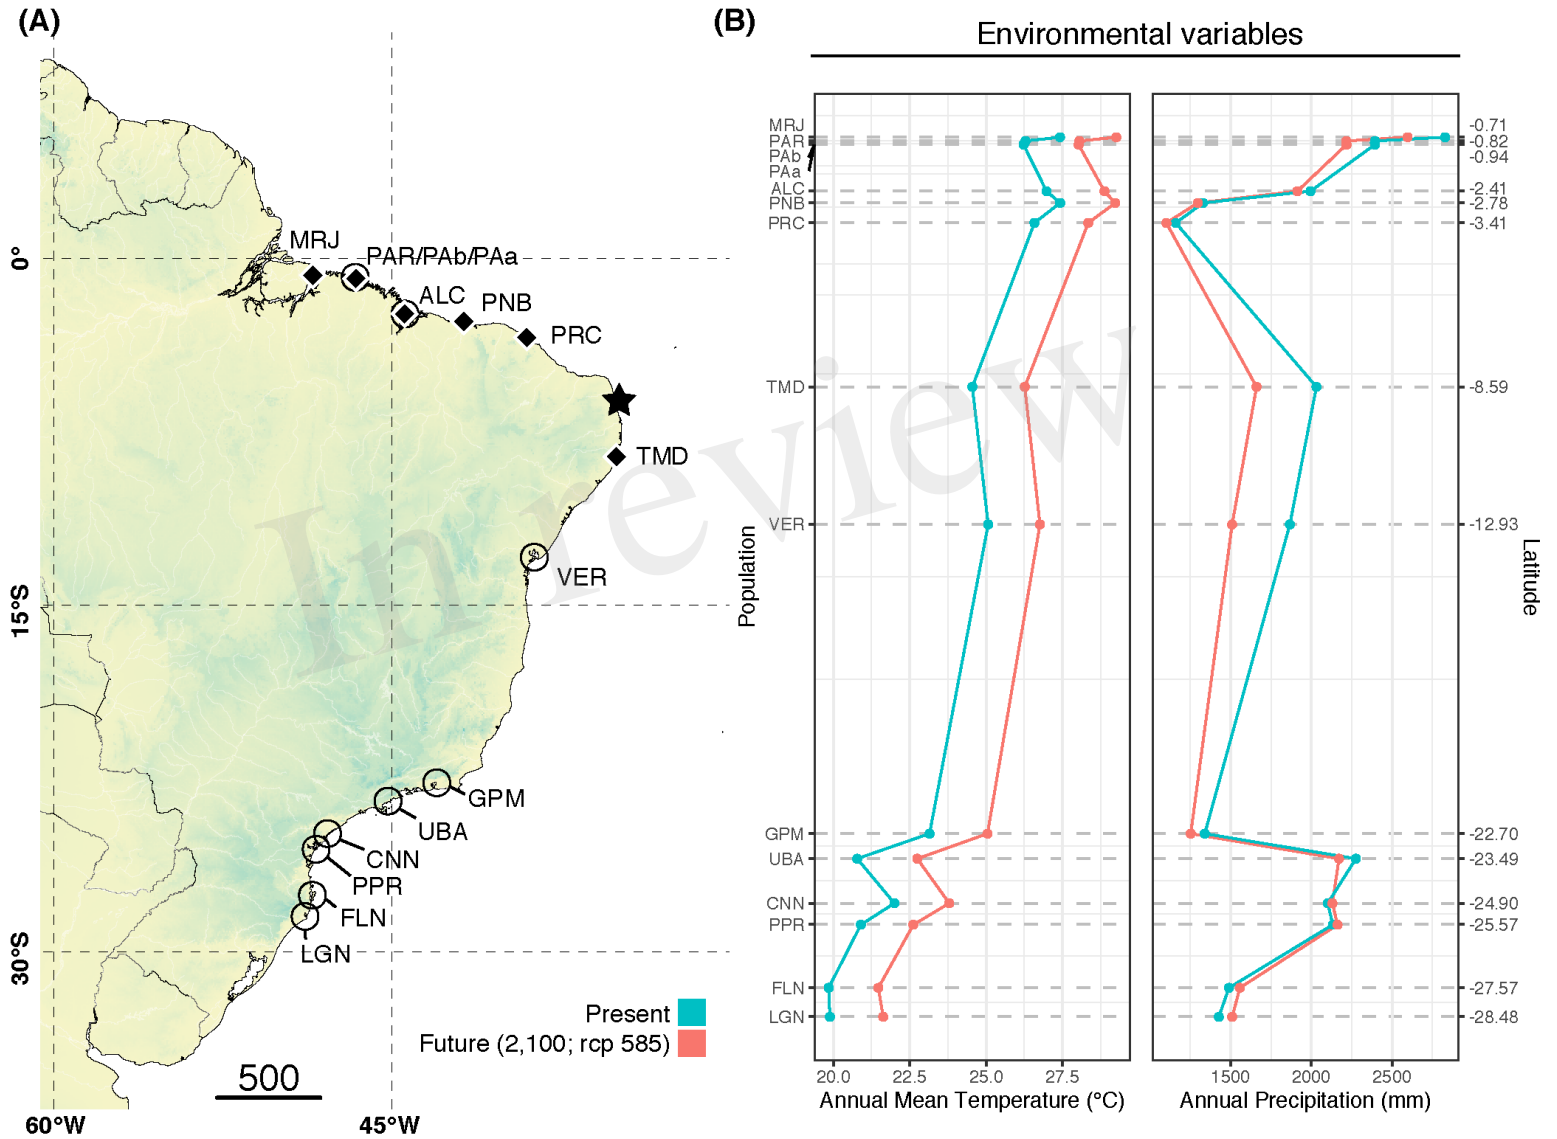 (A)
(B)
Environmental variables
MRJ
PAR/PAb/PAa
ALC
PNB
PRC
TMD
VER
GPM
UBA
CNN
PPR
FLN
LGN
0°
15°S
30°S
60°W
45°W
Present
Future (2,100; rcp 585)
500
In review
Population
MRJ
PAR
PAb
PAa
ALC
PNB
PRC
TMD
VER
GPM
UBA
CNN
PPR
FLN
LGN
20.0 22.5 25.0 27.5
Annual Mean Temperature (°C)
1500 2000 2500
Annual Precipitation (mm)
-0.71
-0.82
-0.94
-2.41
-2.78
-3.41
-8.59
-12.93
-22.70
-23.49
-24.90
-25.57
-27.57
-28.48
Latitude